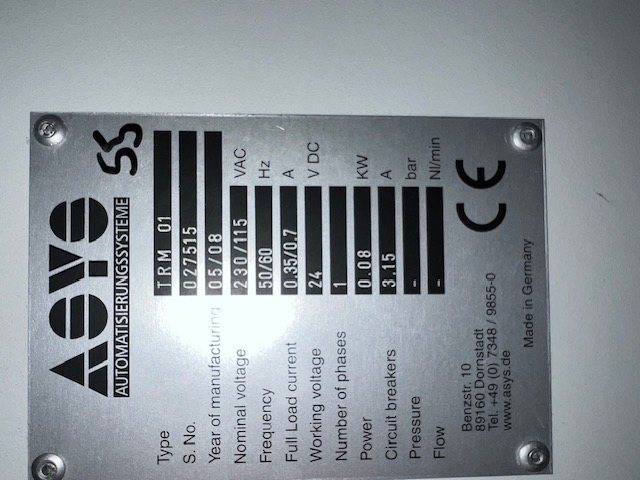 ASYS
AUTOMATISIERUNGSSYSTEME
55
Type TRM 01
S. No. 027515
Year of manufacturing 05/08
Nominal voltage 230/115 VAC
Frequency 50/60 Hz
Full Load current 0.35/0.7 A
Working voltage 24 V DC
Number of phases 1
Power 0.08 KW
Circuit breakers 3.15 A
Pressure - bar
Flow - Nl/min
Benzstr. 10
89160 Dornstadt
Tel. +49 (0) 7348 / 9855-0
www.asys.de
Made in Germany
CE